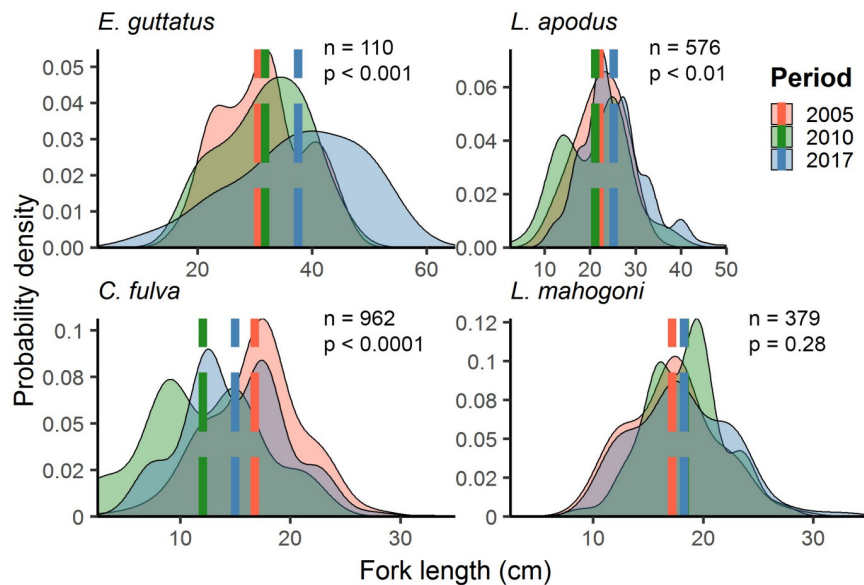 E. guttatus
L. apodus
n = 110
p < 0.001
n = 576
p < 0.01
Period
2005
2010
2017
0.05
0.04
0.03
0.02
0.01
0.00
20
40
60
0.06
0.04
0.02
0.00
10
20
30
40
50
Probability density
C. fulva
L. mahogoni
n = 962
p < 0.0001
n = 379
p = 0.28
0.1
0.08
0.05
0.02
0
10
20
30
0.12
0.1
0.08
0.05
0.02
0
10
20
30
Fork length (cm)